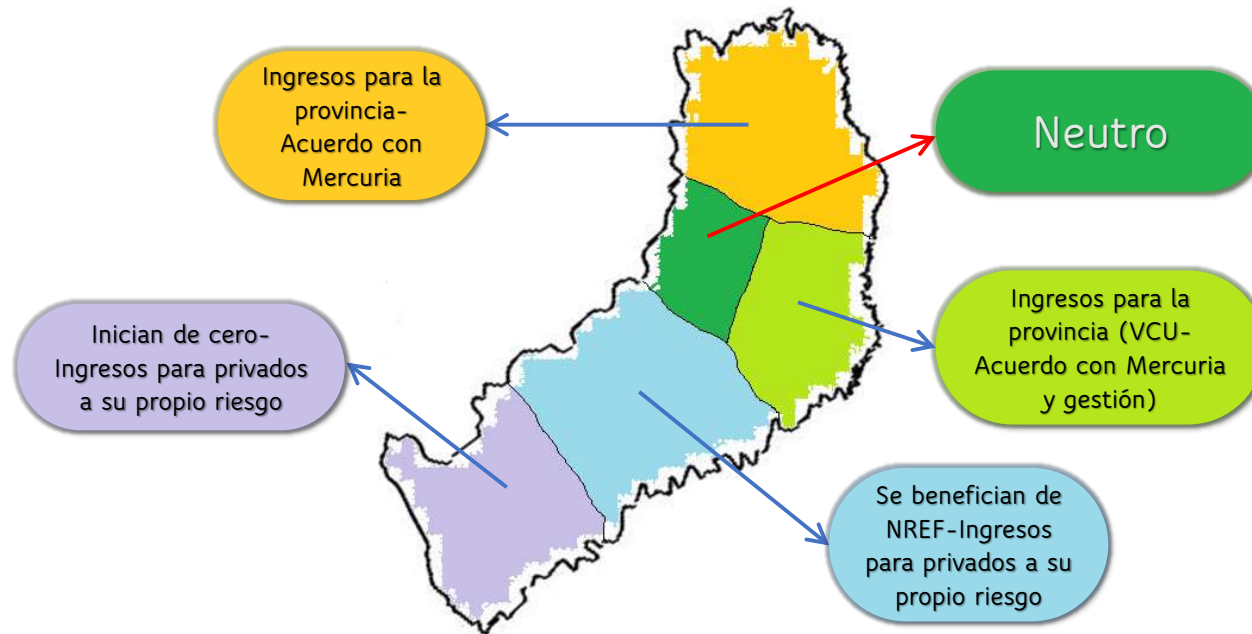 Ingresos para la
provincia-
Acuerdo con
Mercuria
Neutro
Inician de cero-
Ingresos para privados
a su propio riesgo
Ingresos para la
provincia (VCU-
Acuerdo con Mercuria
y gestión)
Se benefician de
NREF-Ingresos
para privados a su
propio riesgo